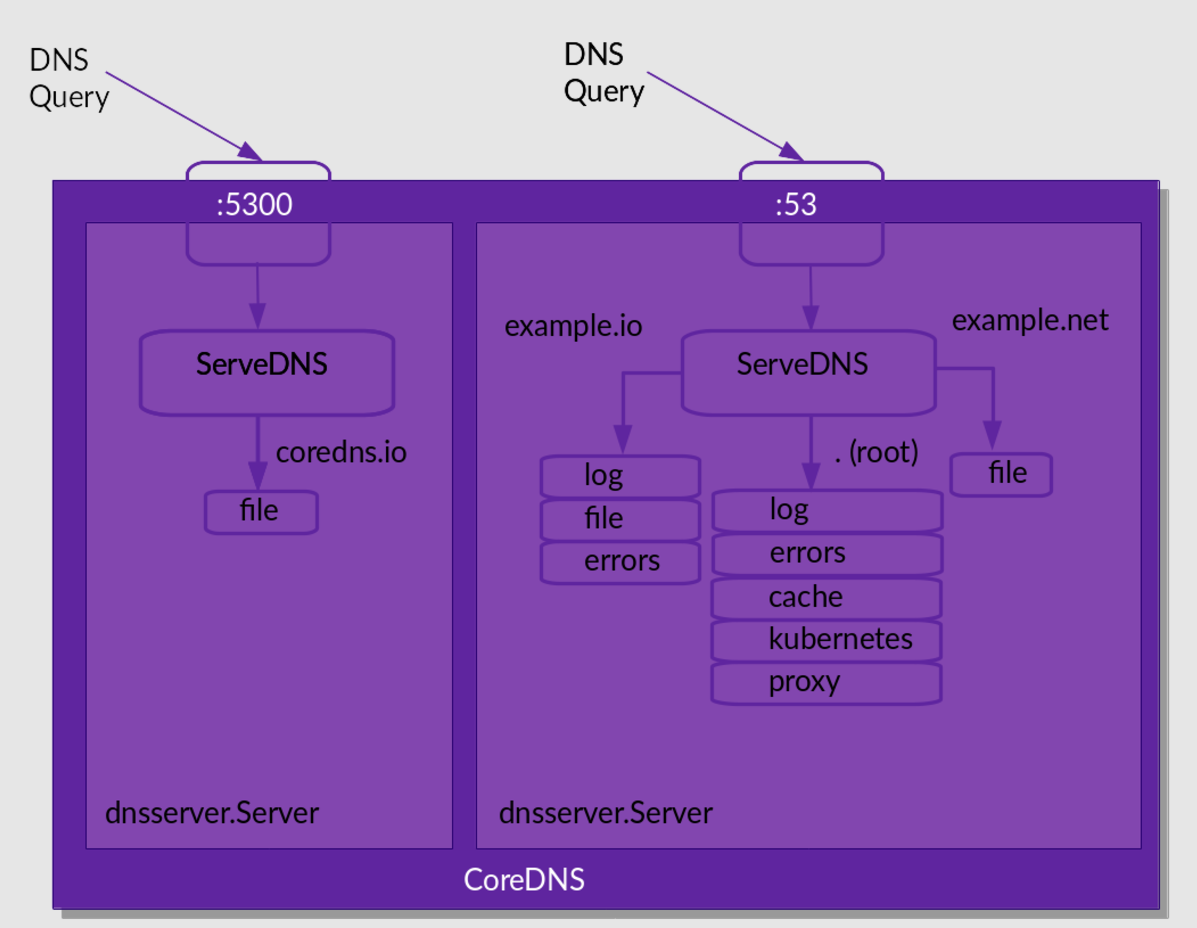 DNS
Query
DNS
Query
:5300
:53
example.io
example.net
ServeDNS
ServeDNS
coredns.io
. (root)
file
log
file
errors
log
errors
cache
kubernetes
proxy
file
dnsserver.Server
dnsserver.Server
CoreDNS